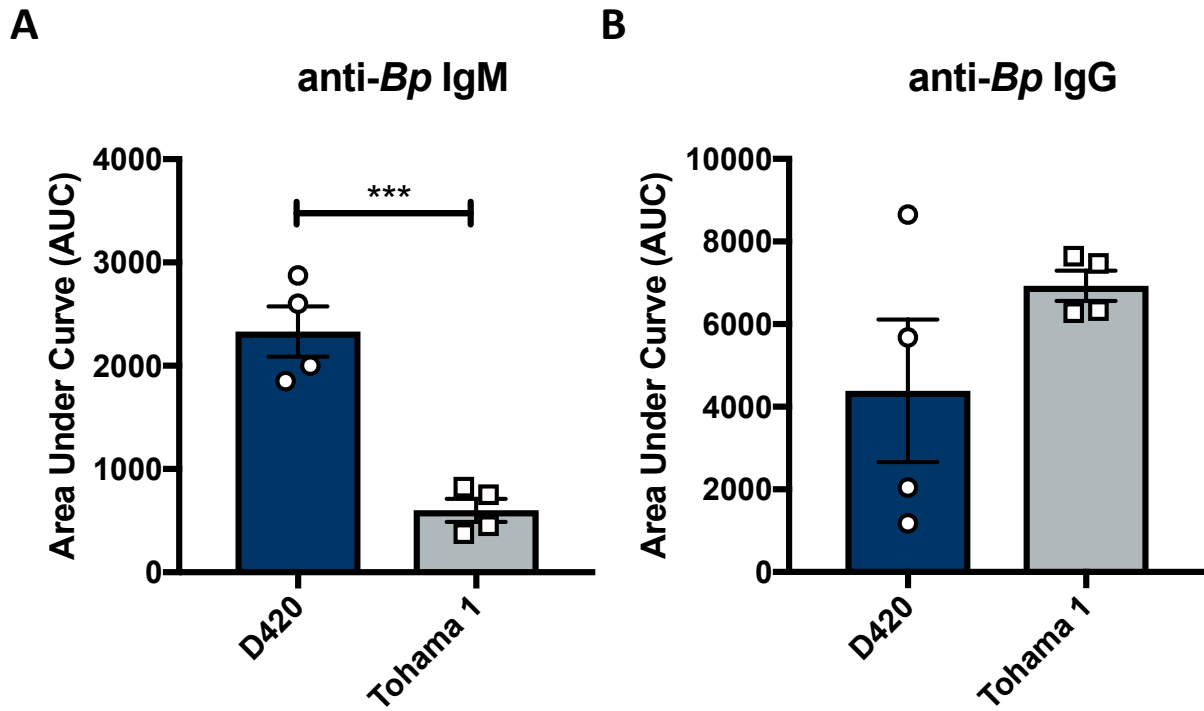 A
anti-Bp IgM
Area Under Curve (AUC)
4000
3000
2000
1000
0
***
D420
Tohama 1
B
anti-Bp IgG
Area Under Curve (AUC)
10000
8000
6000
4000
2000
0
D420
Tohama 1